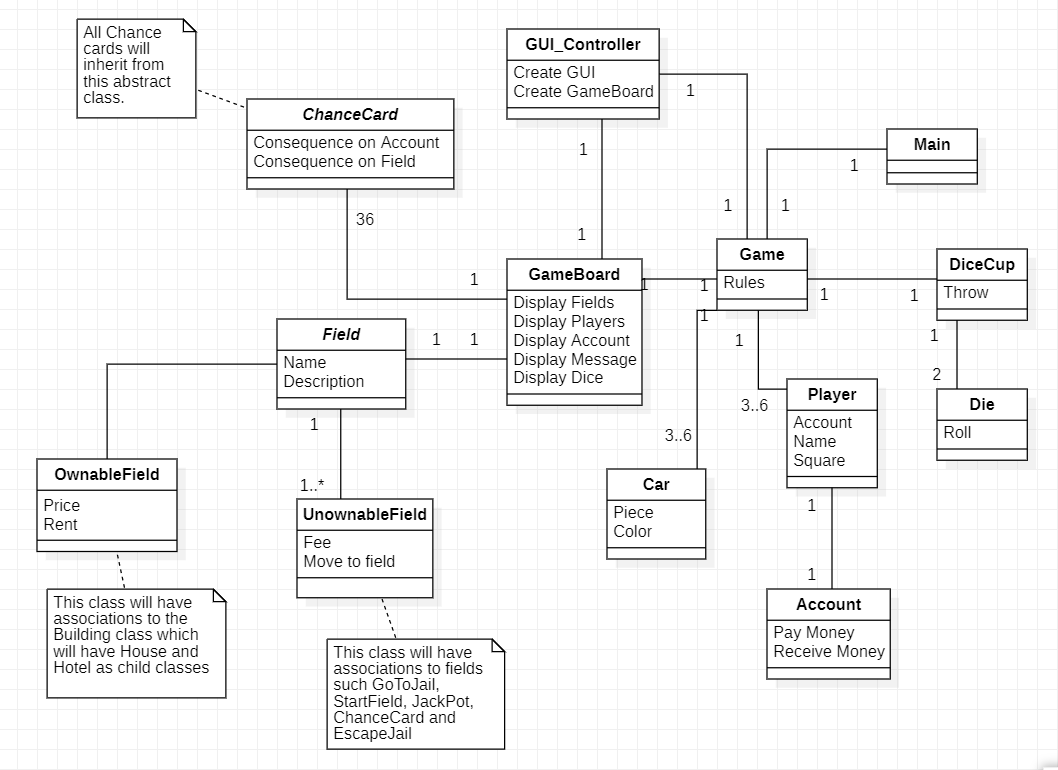 All Chance
cards will
inherit from
this abstract
class.
GUI_Controller
Create GUI
Create GameBoard
1
ChanceCard
Consequence on Account
Consequence on Field
36
1
1
1
1
1
Main
1
Game
Rules
DiceCup
Throw
GameBoard
Display Fields
Display Players
Display Account
Display Message
Display Dice
1
1
1
1
1
1
1
2
Field
Name
Description
1
1
1
1..*
3..6
3..6
Player
Account
Name
Square
Die
Roll
OwnableField
Price
Rent
UnownableField
Fee
Move to field
Car
Piece
Color
1
1
This class will have
associations to the
Building class which
will have House and
Hotel as child classes
Account
Pay Money
Receive Money
This class will have
associations to fields
such GoToJail,
StartField, JackPot,
ChanceCard and
EscapeJail